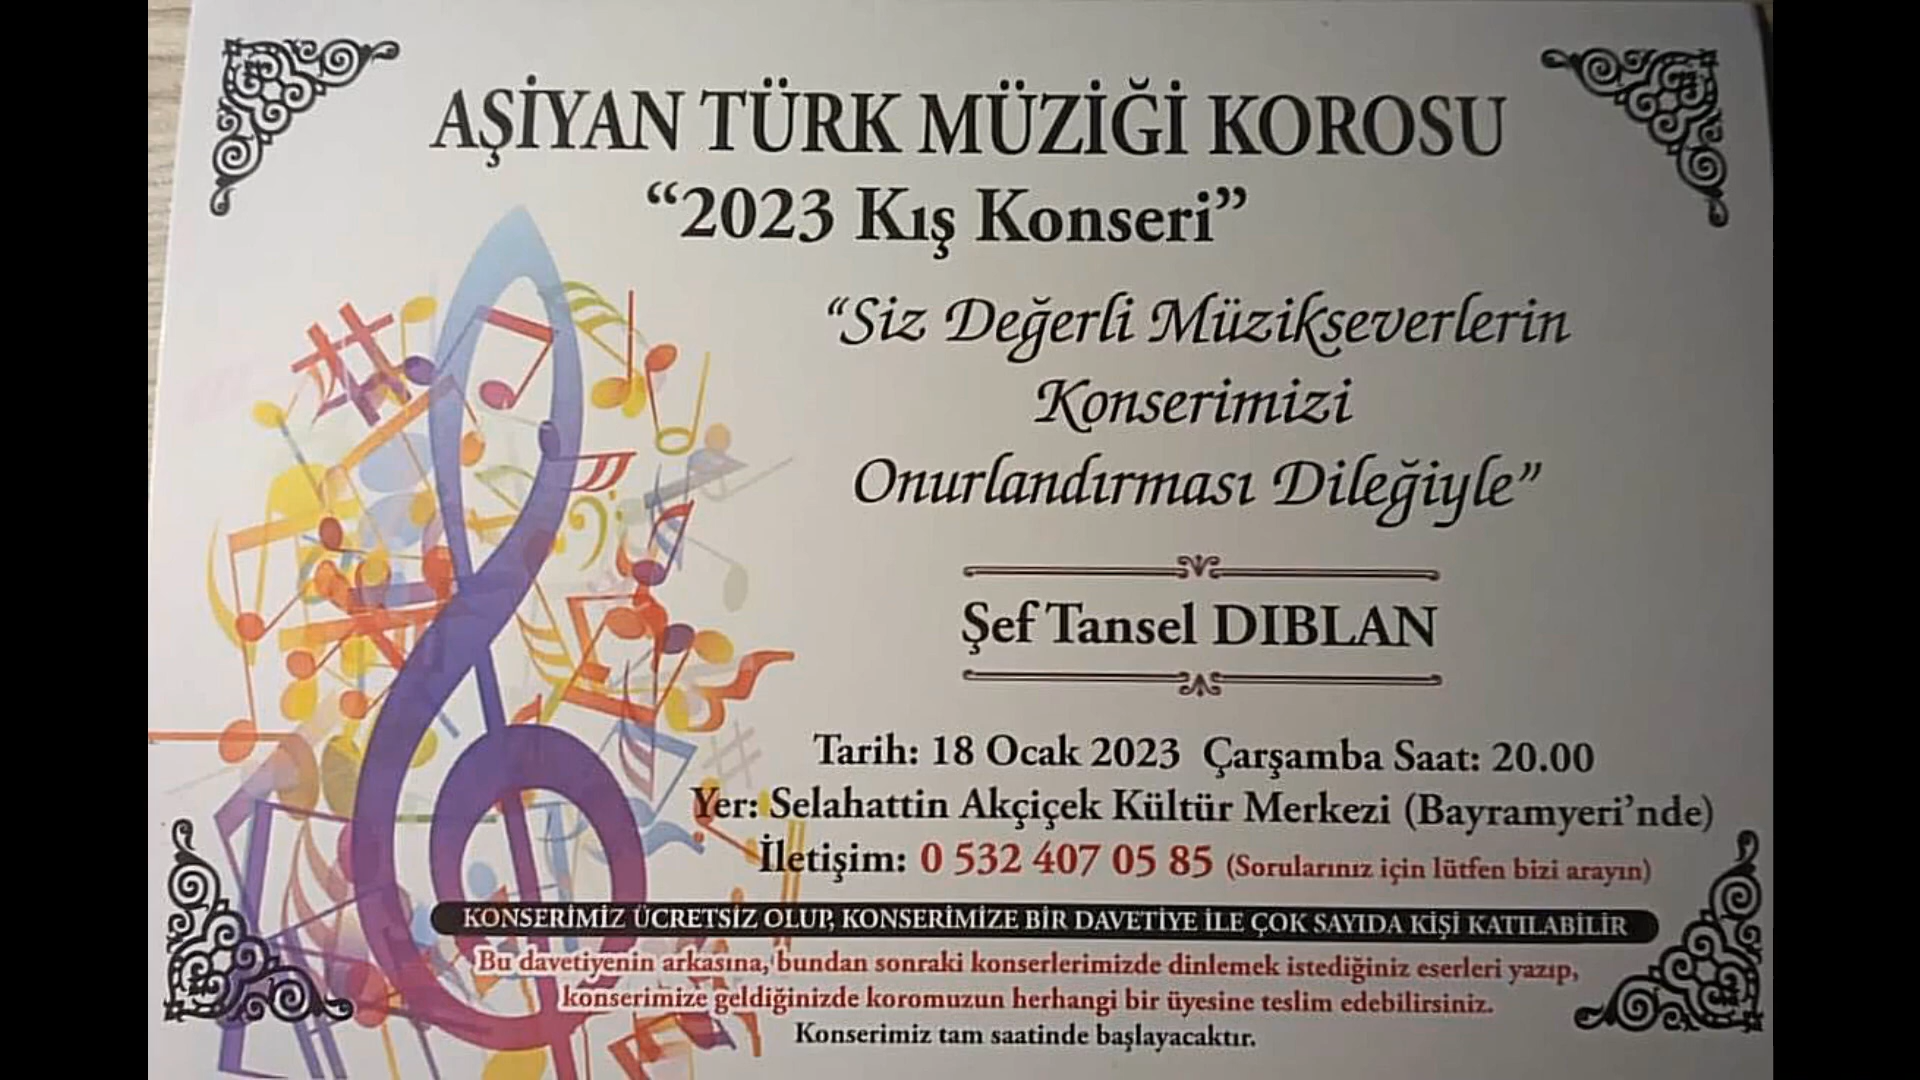 AŞİYAN TÜRK MÜZİĞİ KOROSU
“2023 Kış Konseri”
“Siz Değerli Müzikseverlerin
Konserimizi
Onurlandırması Dileğiyle”
Şef Tansel DIBLAN
Tarih: 18 Ocak 2023 Çarşamba Saat: 20.00
Yer: Selahattin Akçiçek Kültür Merkezi (Bayramyeri’nde)
İletişim: 0 532 407 05 85 (Sorularınız için lütfen bizi arayın)
KONSERİMİZ ÜCRETSİZ OLUP, KONSERİMİZE BİR DAVETİYE İLE ÇOK SAYIDA KİŞİ KATILABİLİR
Bu davetiyenin arkasına, bundan sonraki konserlerimizde dinlemek istediğiniz eserleri yazıp,
konserimize geldiğinizde koromuzun herhangi bir üyesine teslim edebilirsiniz.
Konserimiz tam saatinde başlayacaktır.